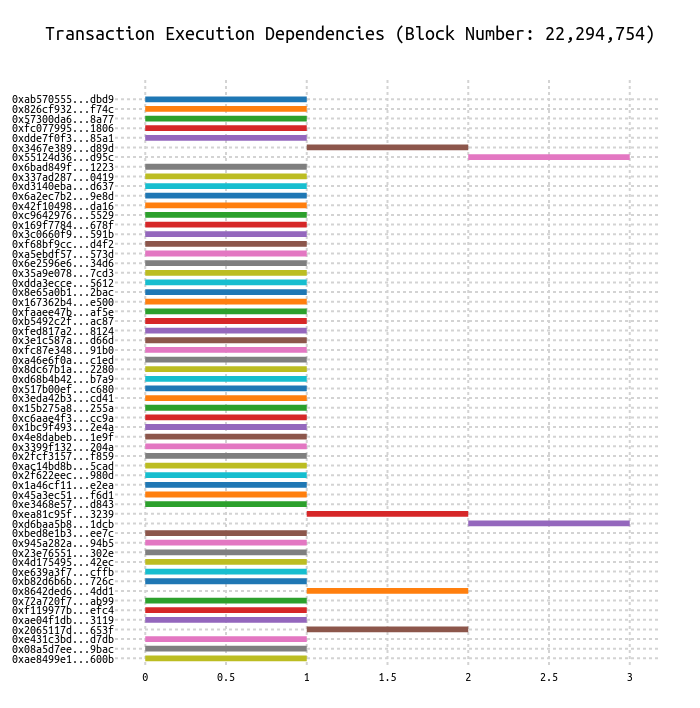 Transaction Execution Dependencies (Block Number: 22,294,754)
0xab570555...dbd9
0x826cf932...f74c
0x57300da6...8a77
0xfc077995...1806
0xdde7f0f3...85a1
0x3467e389...d89d
0x55124d36...d95c
0x6bad849f...1223
0x337ad287...0419
0xd3140eba...d637
0x6a2ec7b2...9e8d
0x42f10498...da16
0xc9642976...5529
0x169f7784...678f
0x3c0660f9...591b
0xf68bf9cc...d4f2
0xa5ebdf57...573d
0x6e2596e6...34d6
0x35a9e078...7cd3
0xdda3ecce...5612
0x8e65a0b1...2bac
0x167362b4...e500
0xfaaee47b...af5e
0xb5492c2f...ac87
0xfed817a2...8124
0x3e1c587a...d66d
0xfc87e348...91b0
0xa46e6f0a...c1ed
0x8dc67b1a...2280
0xd68b4b42...b7a9
0x517b00ef...c680
0x3eda42b3...cd41
0x15b275a8...255a
0xc6aae4f3...cc9a
0x1bc9f493...2e4a
0x4e8dabeb...1e9f
0x3399f132...204a
0x2fcf3157...f859
0xac14bd8b...5cad
0x2f622eec...980d
0x1a46cf11...e2ea
0x45a3ec51...f6d1
0xe3468e57...d843
0xea81c95f...3239
0xd6baa5b8...1dcb
0xbed8e1b3...ee7c
0x945a282a...94b5
0x23e76551...302e
0x4d175495...42ec
0xe639a3f7...cffb
0xb82d6b6b...726c
0x8642ded6...4dd1
0x72a720f7...ab99
0xf119977b...efc4
0xae04f1db...3119
0x2065117d...653f
0xe431c3bd...d7db
0x08a5d7ee...9bac
0xae8499e1...600b
0 0.5 1 1.5 2 2.5 3